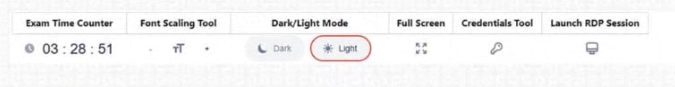 Exam Time Counter Font Scaling Tool Dark/Light Mode Full Screen Credentials Tool Launch RDP Session
03 : 28 : 51 - TT + Dark Light